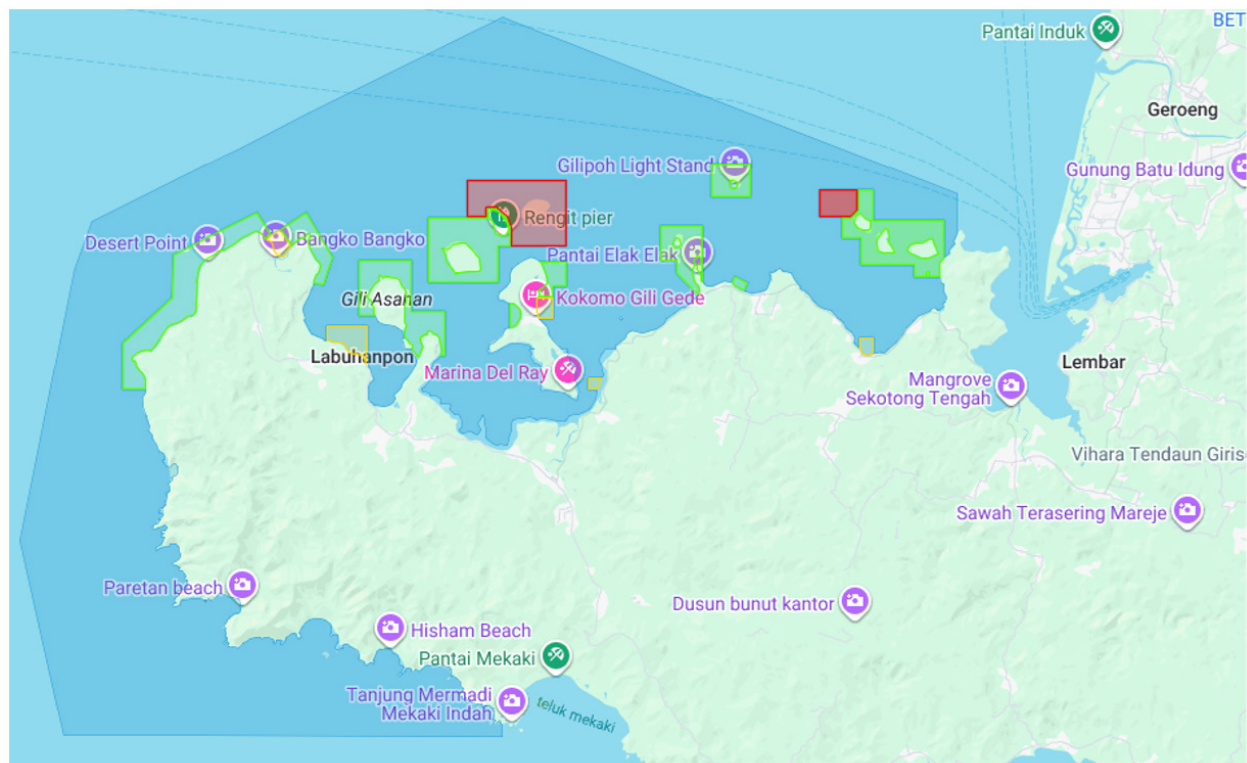 BET
Pantai Induk
Geroeng
Gilipoh Light Stand
Gunung Batu Idung
Rengit pier
Desert Point
Bangko Bangko
Pantai Elak Elak
Gili Asahan
Kokomo Gili Gede
Labuhanpon
Lembar
Marina Del Ray
Mangrove
Sekotong Tengah
Vihara Tendaun Giris
Sawah Terasering Mareje
Paretan beach
Dusun bunut kantor
Hisham Beach
Pantai Mekaki
Tanjung Mermadi
Mekaki Indah
teluk mekaki